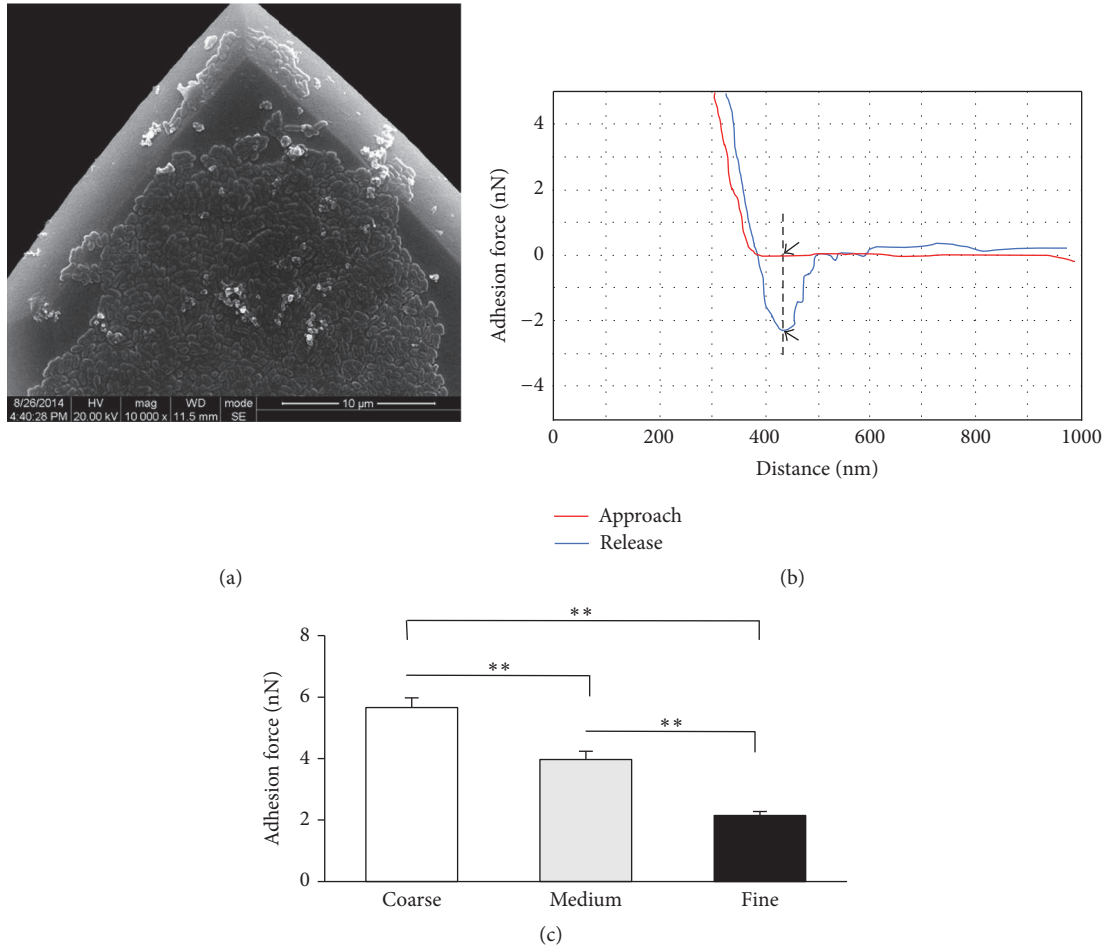 8/26/2014 HV mag WD mode
4:40:28 PM 20.00 kV 10 000 x 11.5 mm SE 10 µm
(a)
Adhesion force (nN)
4
2
0
−2
−4
0 200 400 600 800 1000
Distance (nm)
Approach
Release
(b)
Adhesion force (nN)
8
6
4
2
0
**
**
**
Coarse Medium Fine
(c)